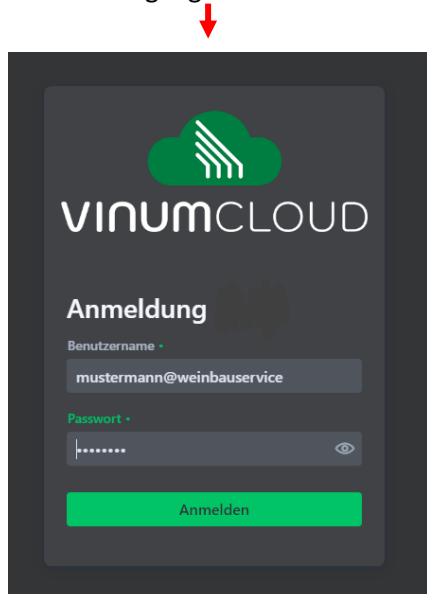 VINUMCLOUD
Anmeldung
Benutzername •
mustermann@weinbauservice
Passwort •
••••••••
Anmelden